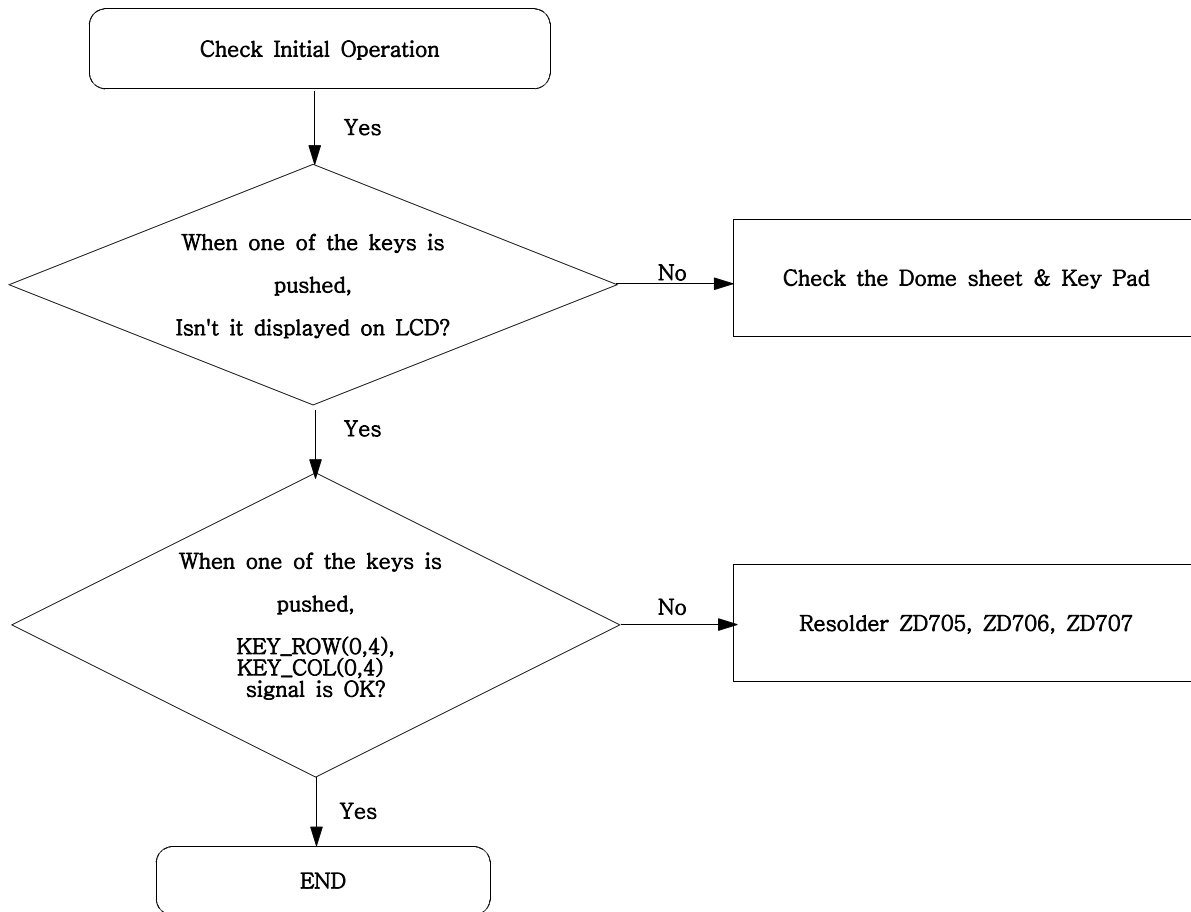 Check Initial Operation
Yes
When one of the keys is
pushed,
Isn't it displayed on LCD?
No
Check the Dome sheet & Key Pad
Yes
When one of the keys is
pushed,
KEY_ROW(0,4),
KEY_COL(0,4)
signal is OK?
No
Resolder ZD705, ZD706, ZD707
Yes
END